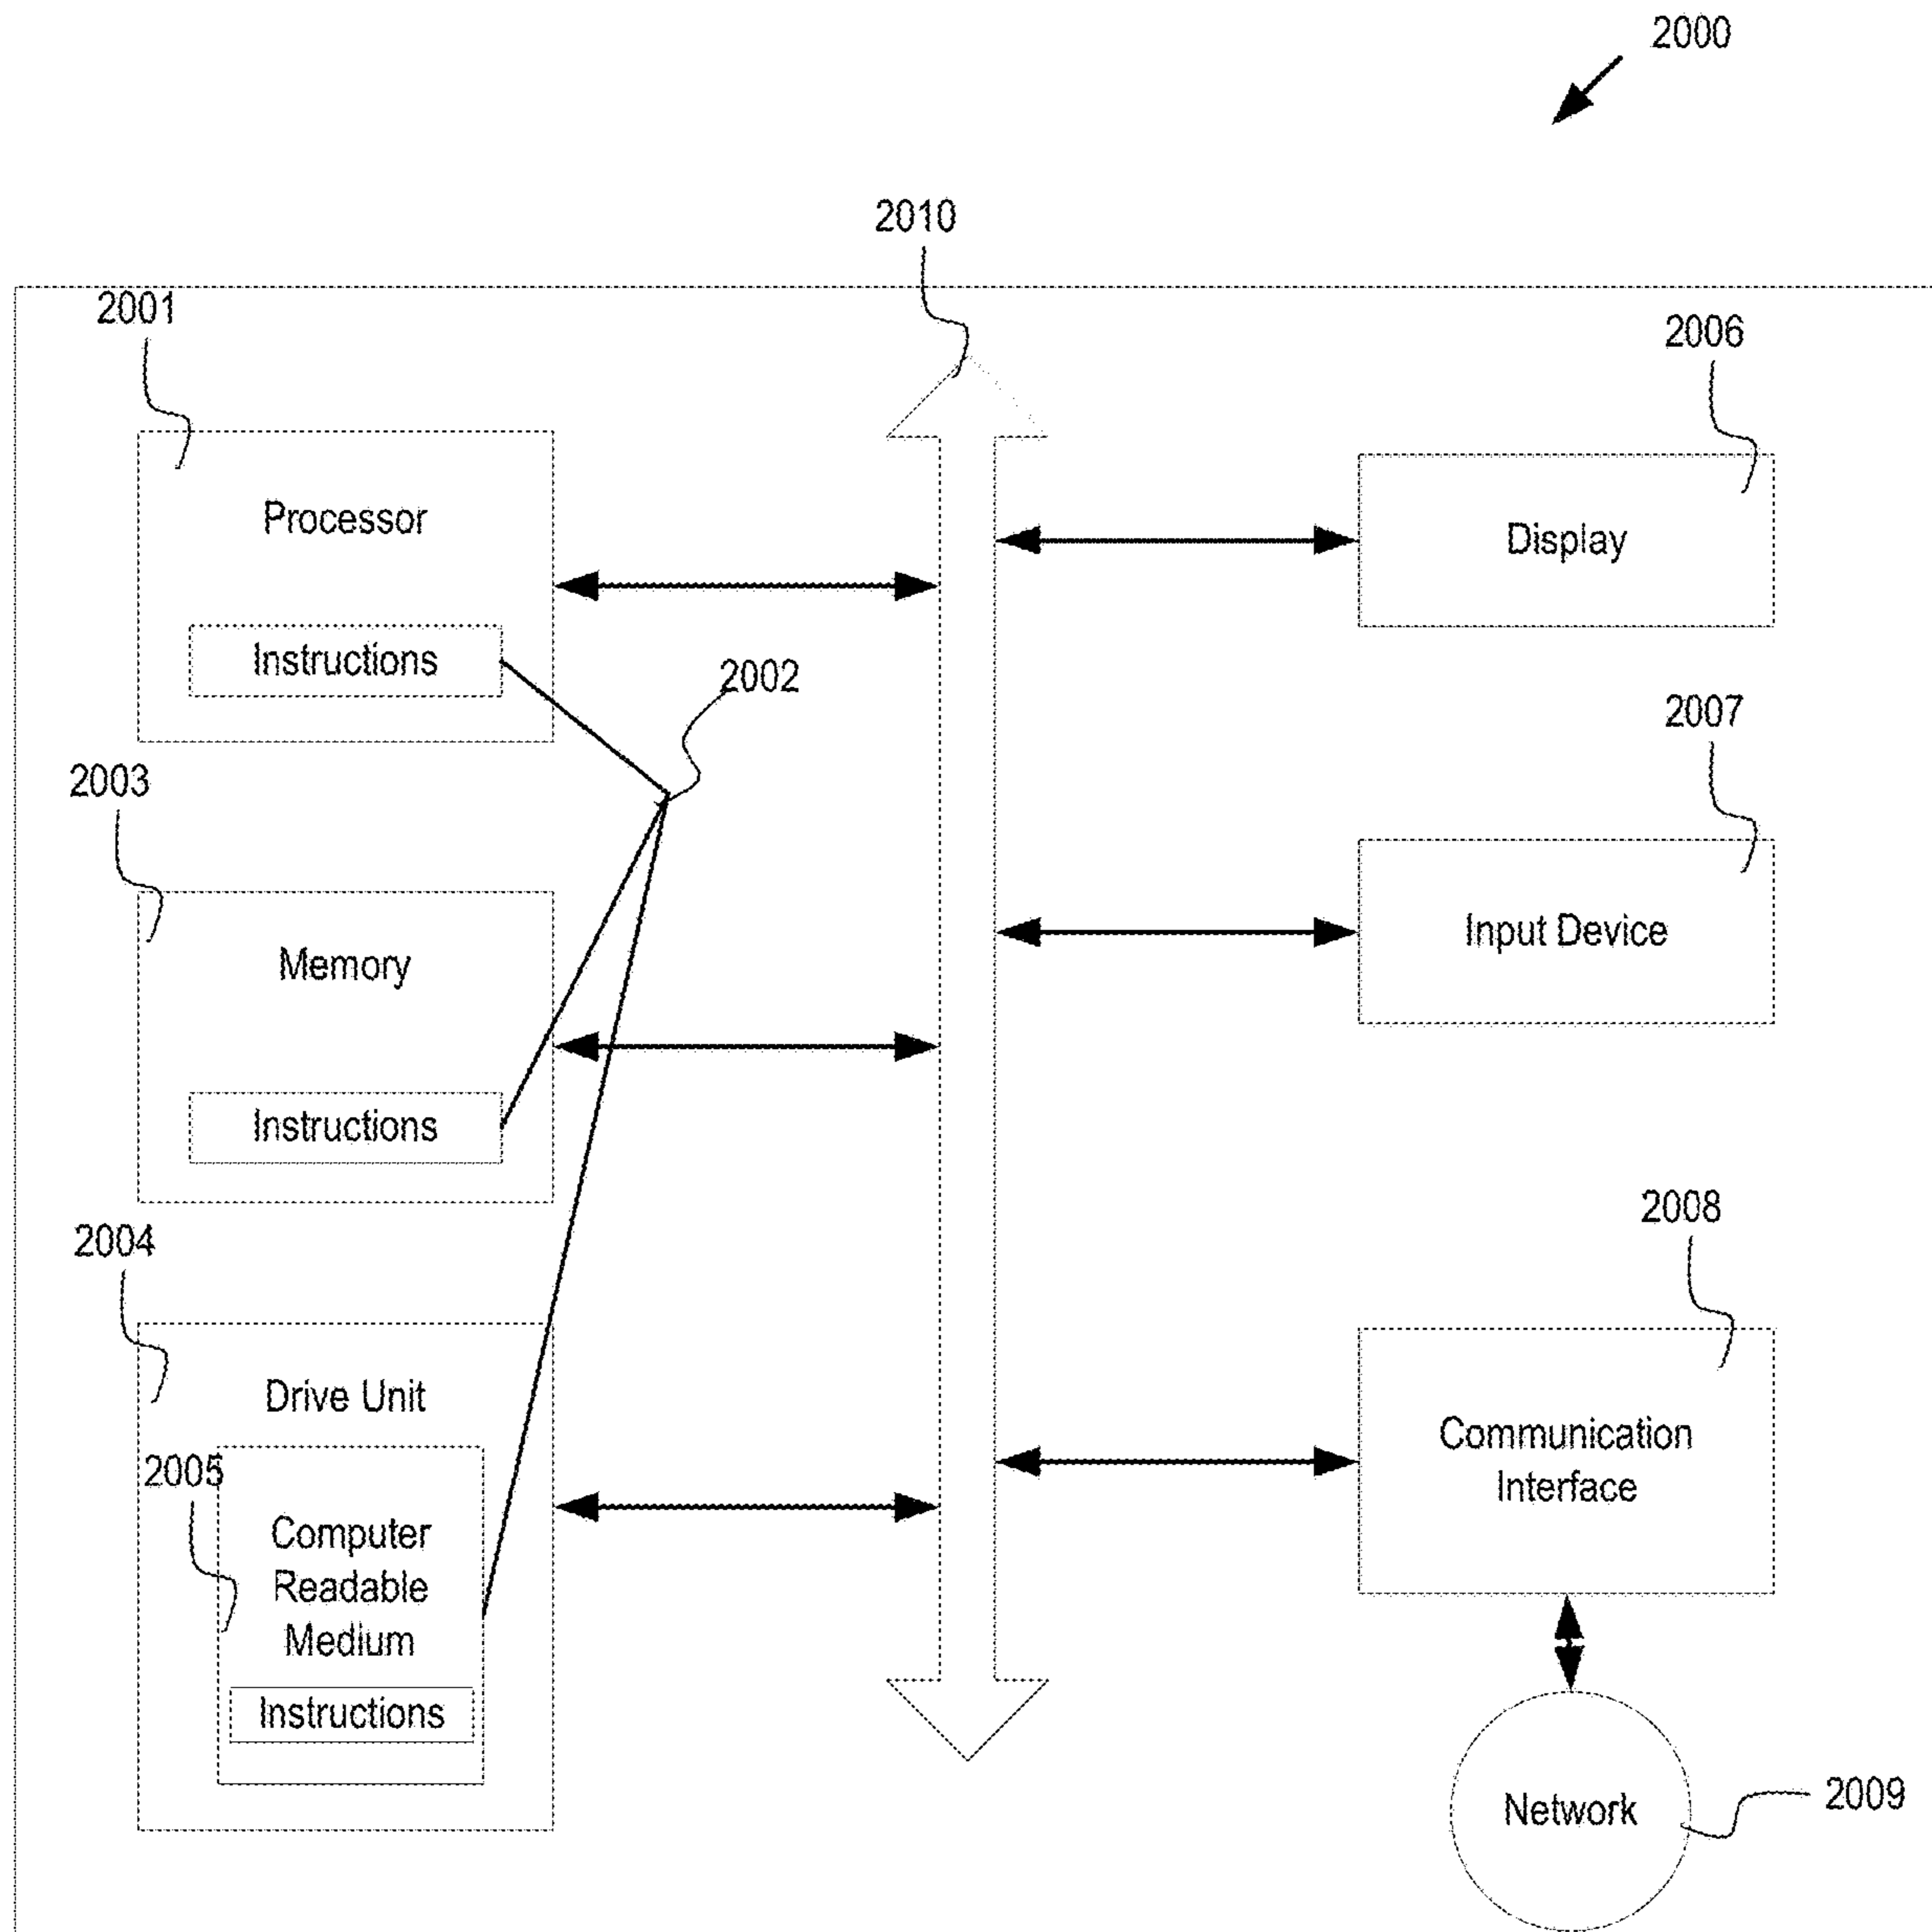 2000
2010
2001
2006
Processor
Display
Instructions
2002
2007
2003
Input Device
Memory
Instructions
2008
2004
Drive Unit
Communication
Interface
2005
Computer
Readable
Medium
Instructions
2009
Network